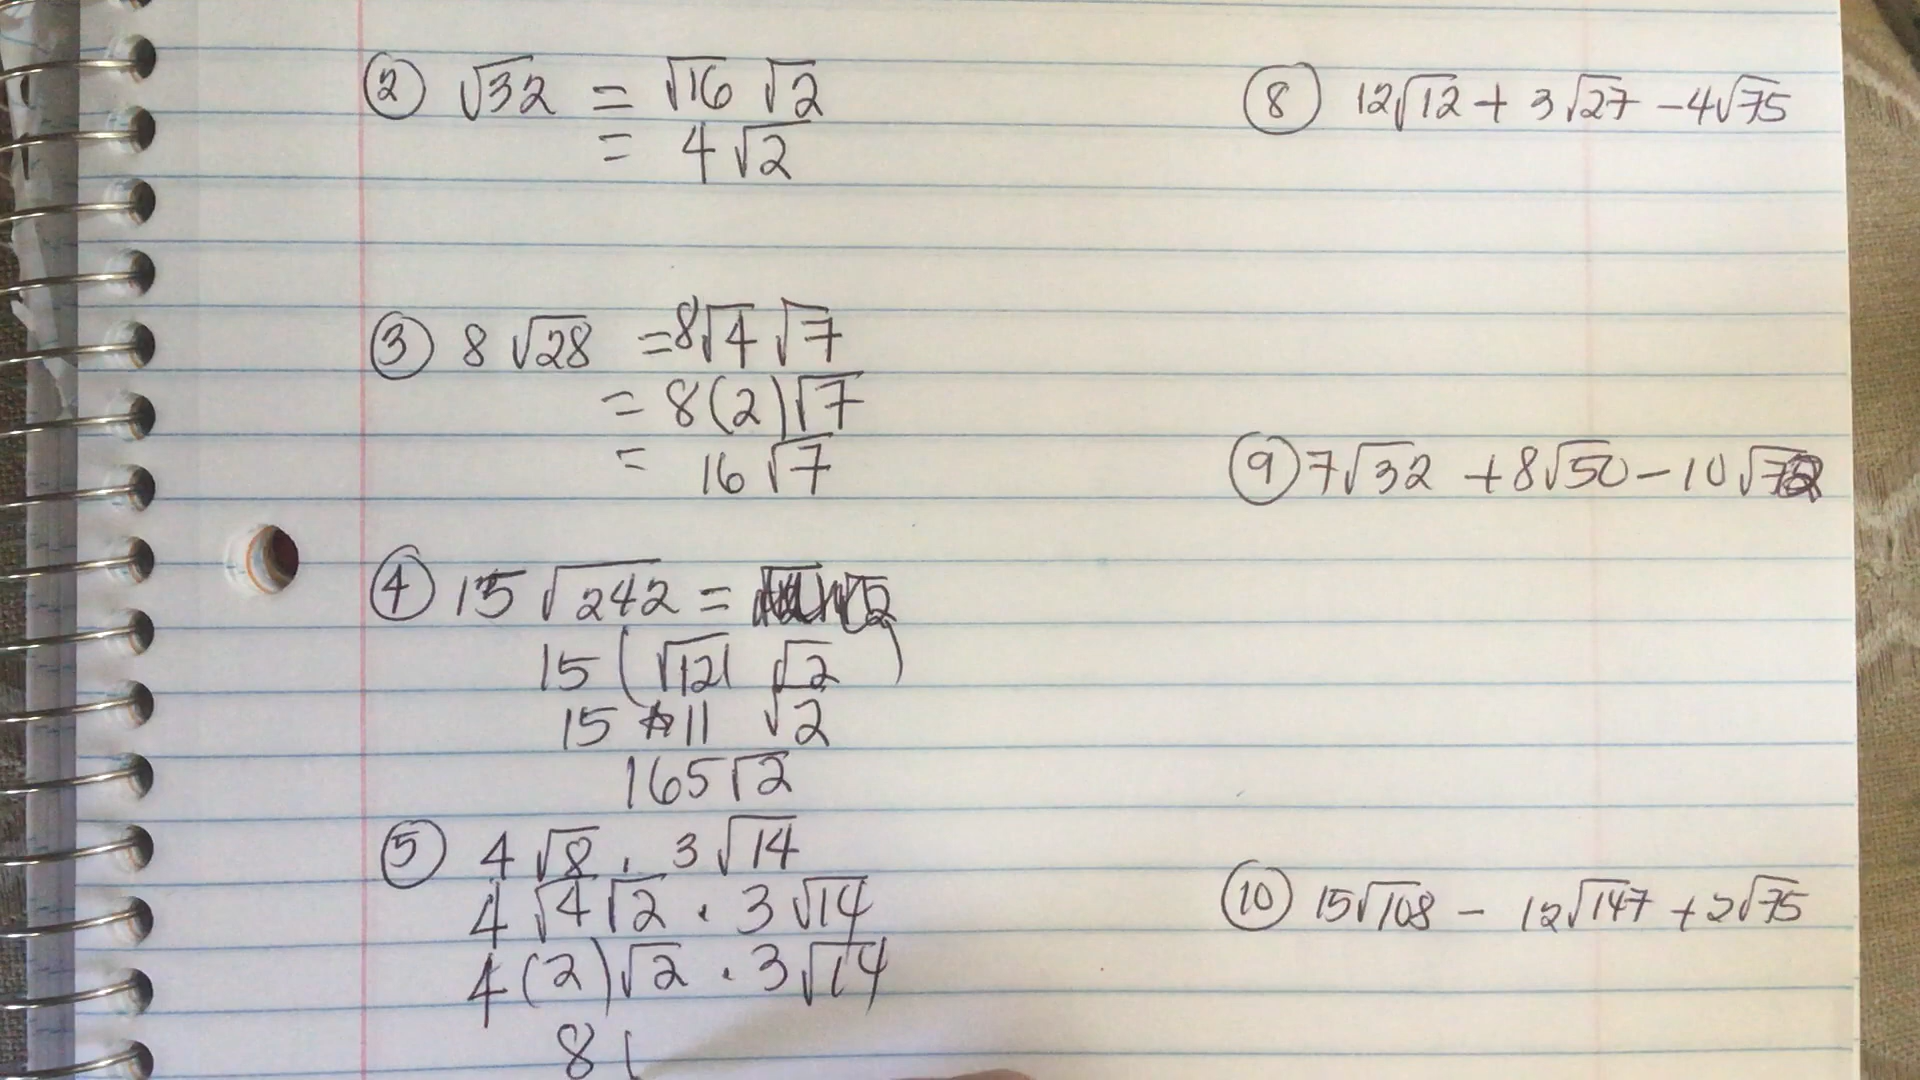 ② √32 = √16 √2
= 4√2
③ 8√28 = 8√4 √7
= 8(2)√7
= 16√7
④ 15√242 =
15(√121 √2)
15 * 11 √2
165√2
⑤ 4√8 · 3√14
4√4√2 · 3√14
4(2)√2 · 3√14
8
⑧ 12√12 + 3√27 - 4√75
⑨ 7√32 + 8√50 - 10√72
⑩ 15√108 - 12√147 + 2√75